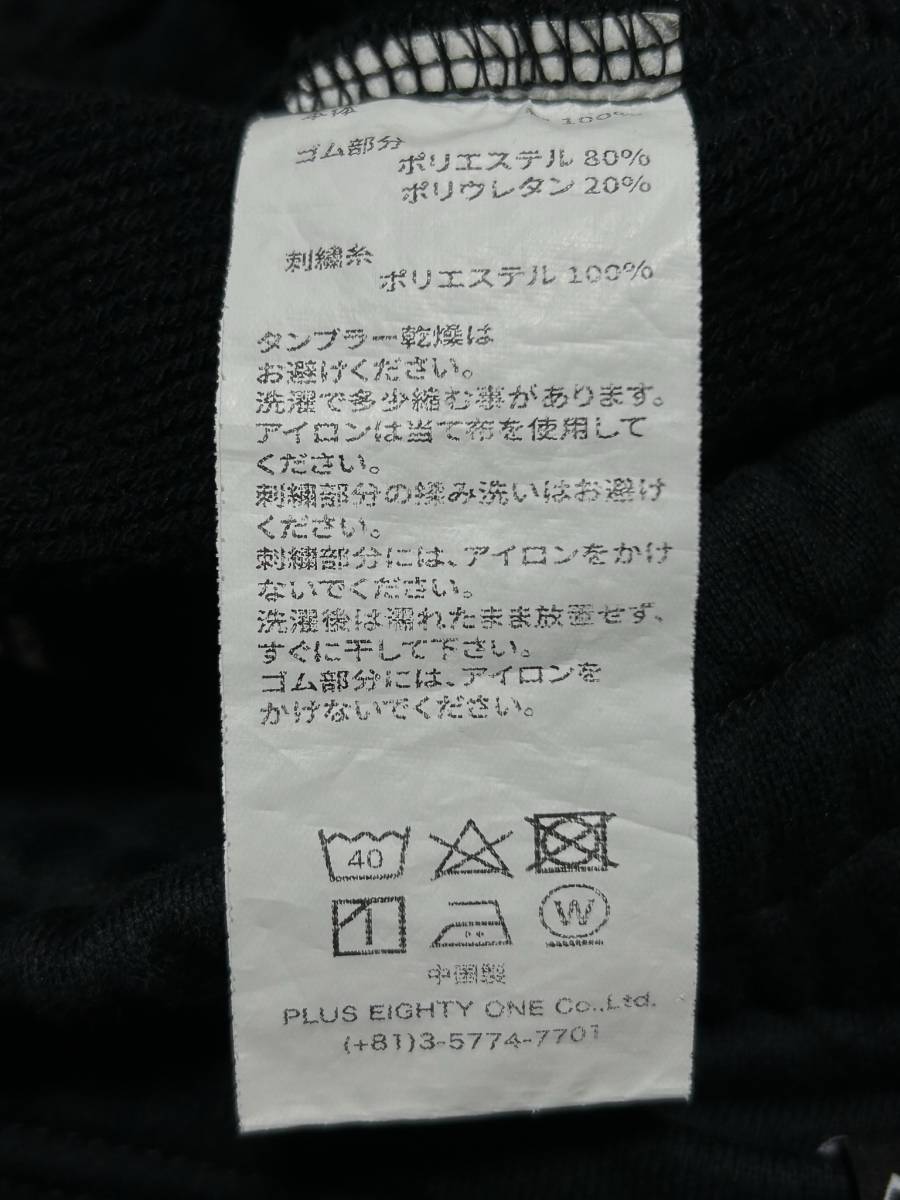 本体
100%
ゴム部分
ポリエステル 80%
ポリウレタン 20%
刺繍糸
ポリエステル 100%
タンブラー乾燥は
お避けください。
洗濯で多少縮む事があります。
アイロンは当て布を使用して
ください。
刺繍部分の揉み洗いはお避け
ください。
刺繍部分には、アイロンをかけ
ないでください。
洗濯後は濡れたまま放置せず、
すぐに干して下さい。
ゴム部分には、アイロンを
かけないでください。
40
W
中国製
PLUS EIGHTY ONE Co.,Ltd.
(+81)3-5774-7701